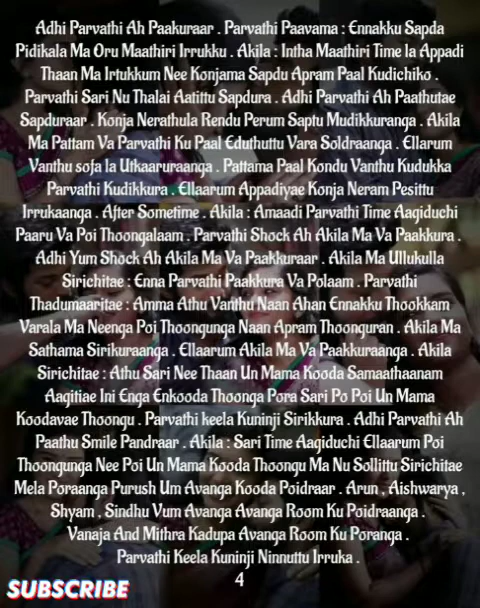 Adhi Parvathi Ah Paakuraar . Parvathi Paavama : Ennakku Sapda
Pidikala Ma Oru Maathiri Irrukku . Akila : Intha Maathiri Time la Appadi
Thaan Ma Irtukkum Nee Konjama Sapdu Apram Paal Kudichiko .
Parvathi Sari Nu Thalai Aatittu Sapdura . Adhi Parvathi Ah Paathutae
Sapduraar . Konja Nerathula Rendu Perum Saptu Mudikkuranga . Akila
Ma Pattam Va Parvathi Ku Paal Eduthuttu Vara Soldraanga . Ellarum
Vanthu sofa la Utkaaruraanga . Pattama Paal Kondu Vanthu Kudukka
Parvathi Kudikkura . Ellaarum Appadiyae Konja Neram Pesittu
Irrukaanga . After Sometime . Akila : Amaadi Parvathi Time Aagiduchi
Paaru Va Poi Thoongalaam . Parvathi Shock Ah Akila Ma Va Paakkura .
Adhi Yum Shock Ah Akila Ma Va Paakkuraar . Akila Ma Ullukulla
Sirichitae : Enna Parvathi Paakkura Va Polaam . Parvathi
Thadumaaritae : Amma Athu Vanthu Naan Ahan Ennakku Thookkam
Varala Ma Neenga Poi Thoongunga Naan Apram Thoonguran . Akila Ma
Sathama Sirikuraanga . Ellaarum Akila Ma Va Paakkuraanga . Akila
Sirichitae : Athu Sari Nee Thaan Un Mama Kooda Samaathaanam
Aagitiae Ini Enga Enkooda Thoonga Pora Sari Po Poi Un Mama
Koodavae Thoongu . Parvathi keela Kuninji Sirikkura . Adhi Parvathi Ah
Paathu Smile Pandraar . Akila : Sari Time Aagiduchi Ellaarum Poi
Thoongunga Nee Poi Un Mama Kooda Thoongu Ma Nu Sollittu Sirichitae
Mela Poraanga Purush Um Avanga Kooda Poidraar . Arun , Aishwarya ,
Shyam , Sindhu Vum Avanga Avanga Room Ku Poidraanga .
Vanaja And Mithra Kadupa Avanga Room Ku Poranga .
Parvathi Keela Kuninji Ninnuttu Irruka .
4
SUBSCRIBE